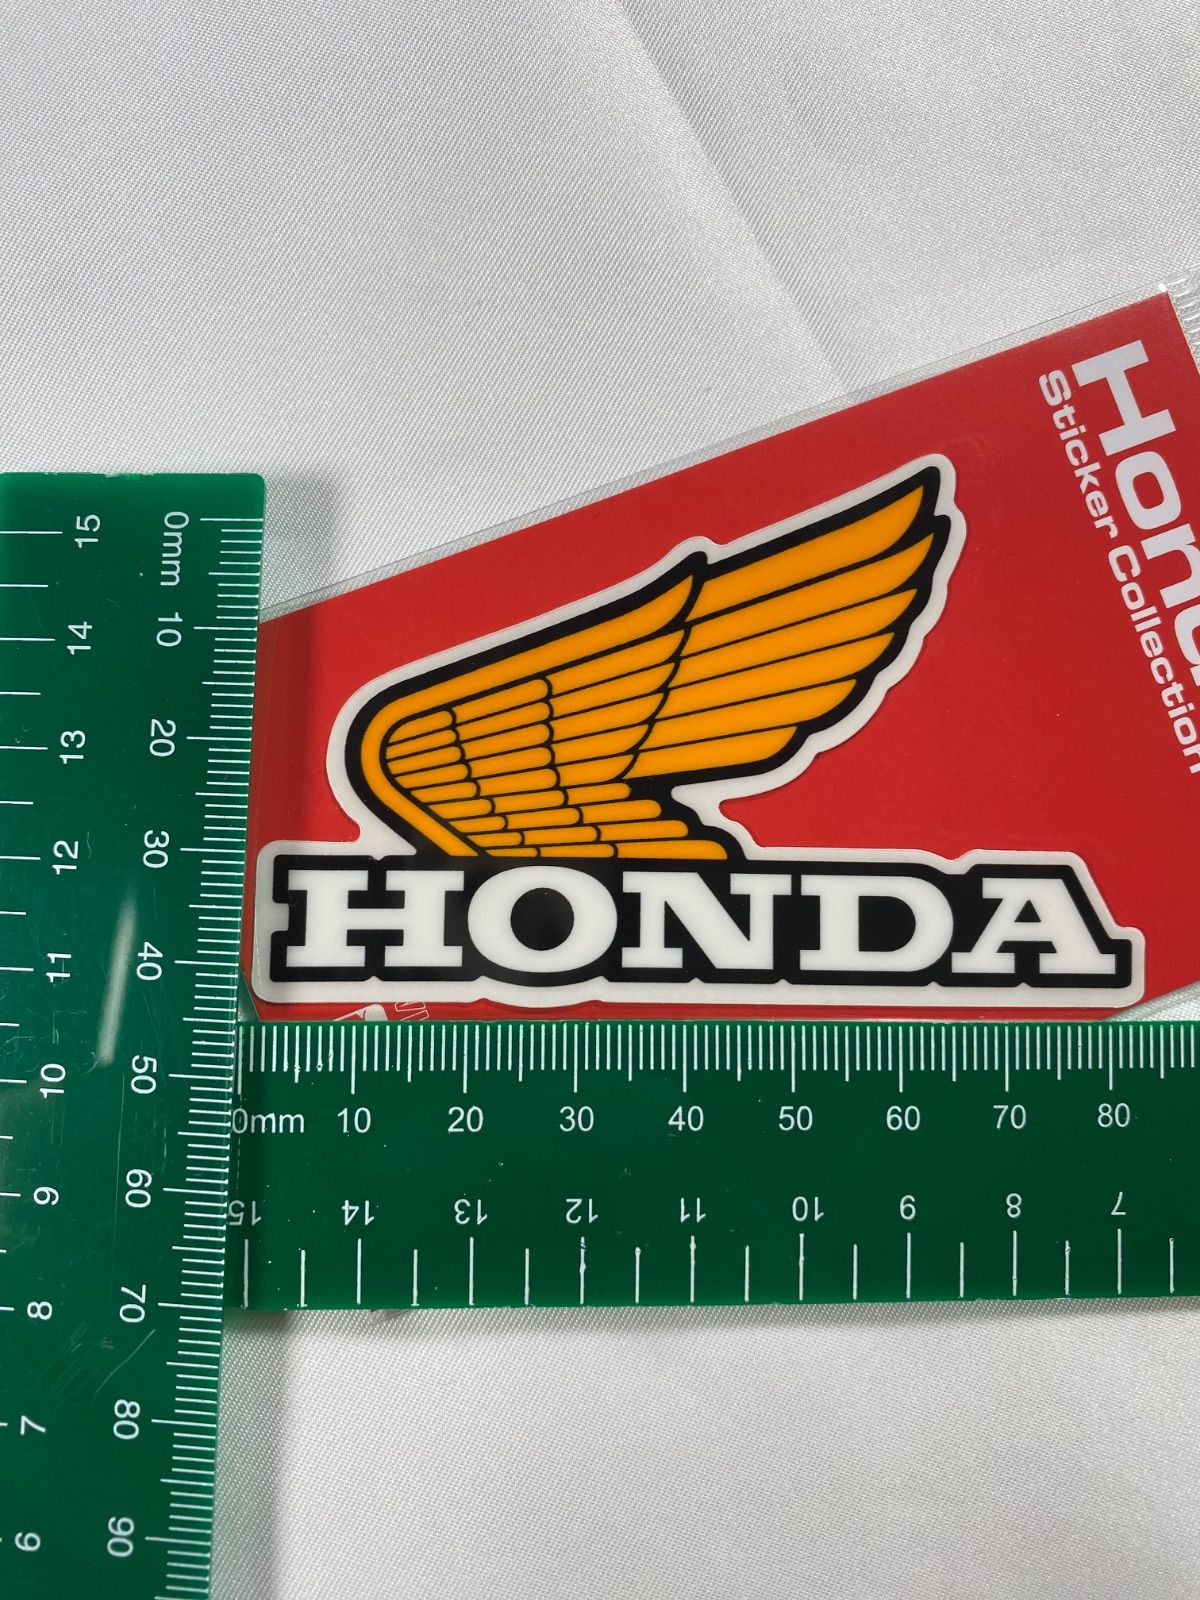 Honda
Sticker Collection
HONDA
0mm 10 20 30 40 50 60 70 80
15 14 13 12 11 10 9 8 7
0mm 10 20 30 40 50 60 70 80 90
15 14 13 12 11 10 9 8 7 6